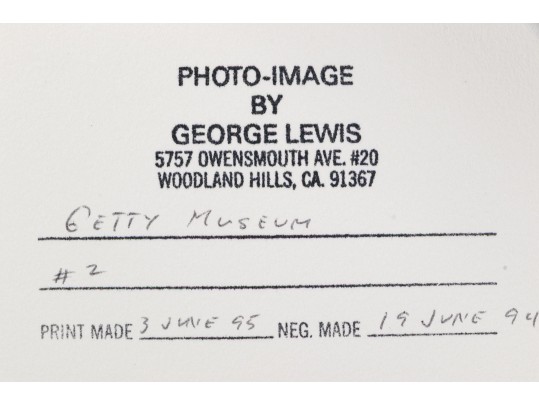 PHOTO-IMAGE
BY
GEORGE LEWIS
5757 OWENSMOUTH AVE. #20
WOODLAND HILLS, CA. 91367
GETTY MUSEUM
#2
PRINT MADE 3 JUNE 95 NEG. MADE 19 JUNE 94